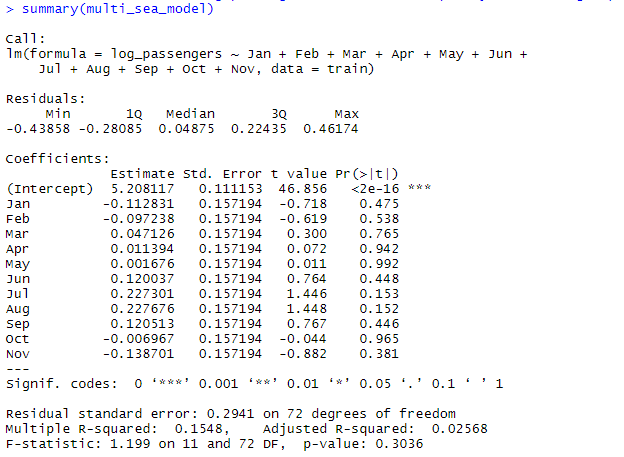 > summary(multi_sea_model)
Call:
lm(formula = log_passengers ~ Jan + Feb + Mar + Apr + May + Jun +
    Jul + Aug + Sep + Oct + Nov, data = train)
Residuals:
     Min       1Q   Median       3Q      Max
-0.43858 -0.28085  0.04875  0.22435  0.46174
Coefficients:
             Estimate Std. Error t value Pr(>|t|)
(Intercept)  5.208117   0.111153  46.856   <2e-16 ***
Jan         -0.112831   0.157194  -0.718    0.475
Feb         -0.097238   0.157194  -0.619    0.538
Mar          0.047126   0.157194   0.300    0.765
Apr          0.011394   0.157194   0.072    0.942
May          0.001676   0.157194   0.011    0.992
Jun          0.120037   0.157194   0.764    0.448
Jul          0.227301   0.157194   1.446    0.153
Aug          0.227676   0.157194   1.448    0.152
Sep          0.120513   0.157194   0.767    0.446
Oct         -0.006967   0.157194  -0.044    0.965
Nov         -0.138701   0.157194  -0.882    0.381
---
Signif. codes:  0 ‘***’ 0.001 ‘**’ 0.01 ‘*’ 0.05 ‘.’ 0.1 ‘ ’ 1
Residual standard error: 0.2941 on 72 degrees of freedom
Multiple R-squared:  0.1548,    Adjusted R-squared:  0.02568
F-statistic: 1.199 on 11 and 72 DF,  p-value: 0.3036